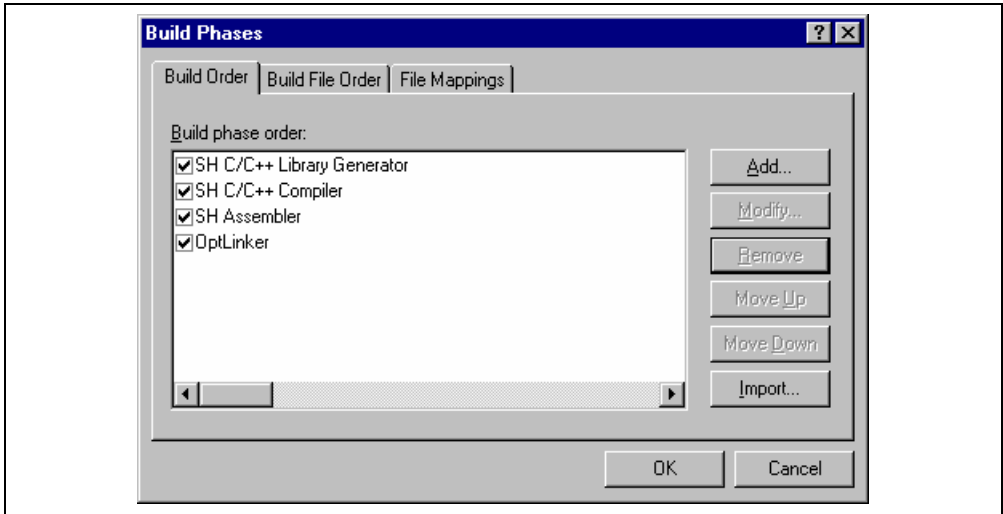 Build Phases
Build Order
Build File Order
File Mappings
Build phase order:
SH C/C++ Library Generator
SH C/C++ Compiler
SH Assembler
OptLinker
Add...
Modify...
Remove
Move Up
Move Down
Import...
OK
Cancel